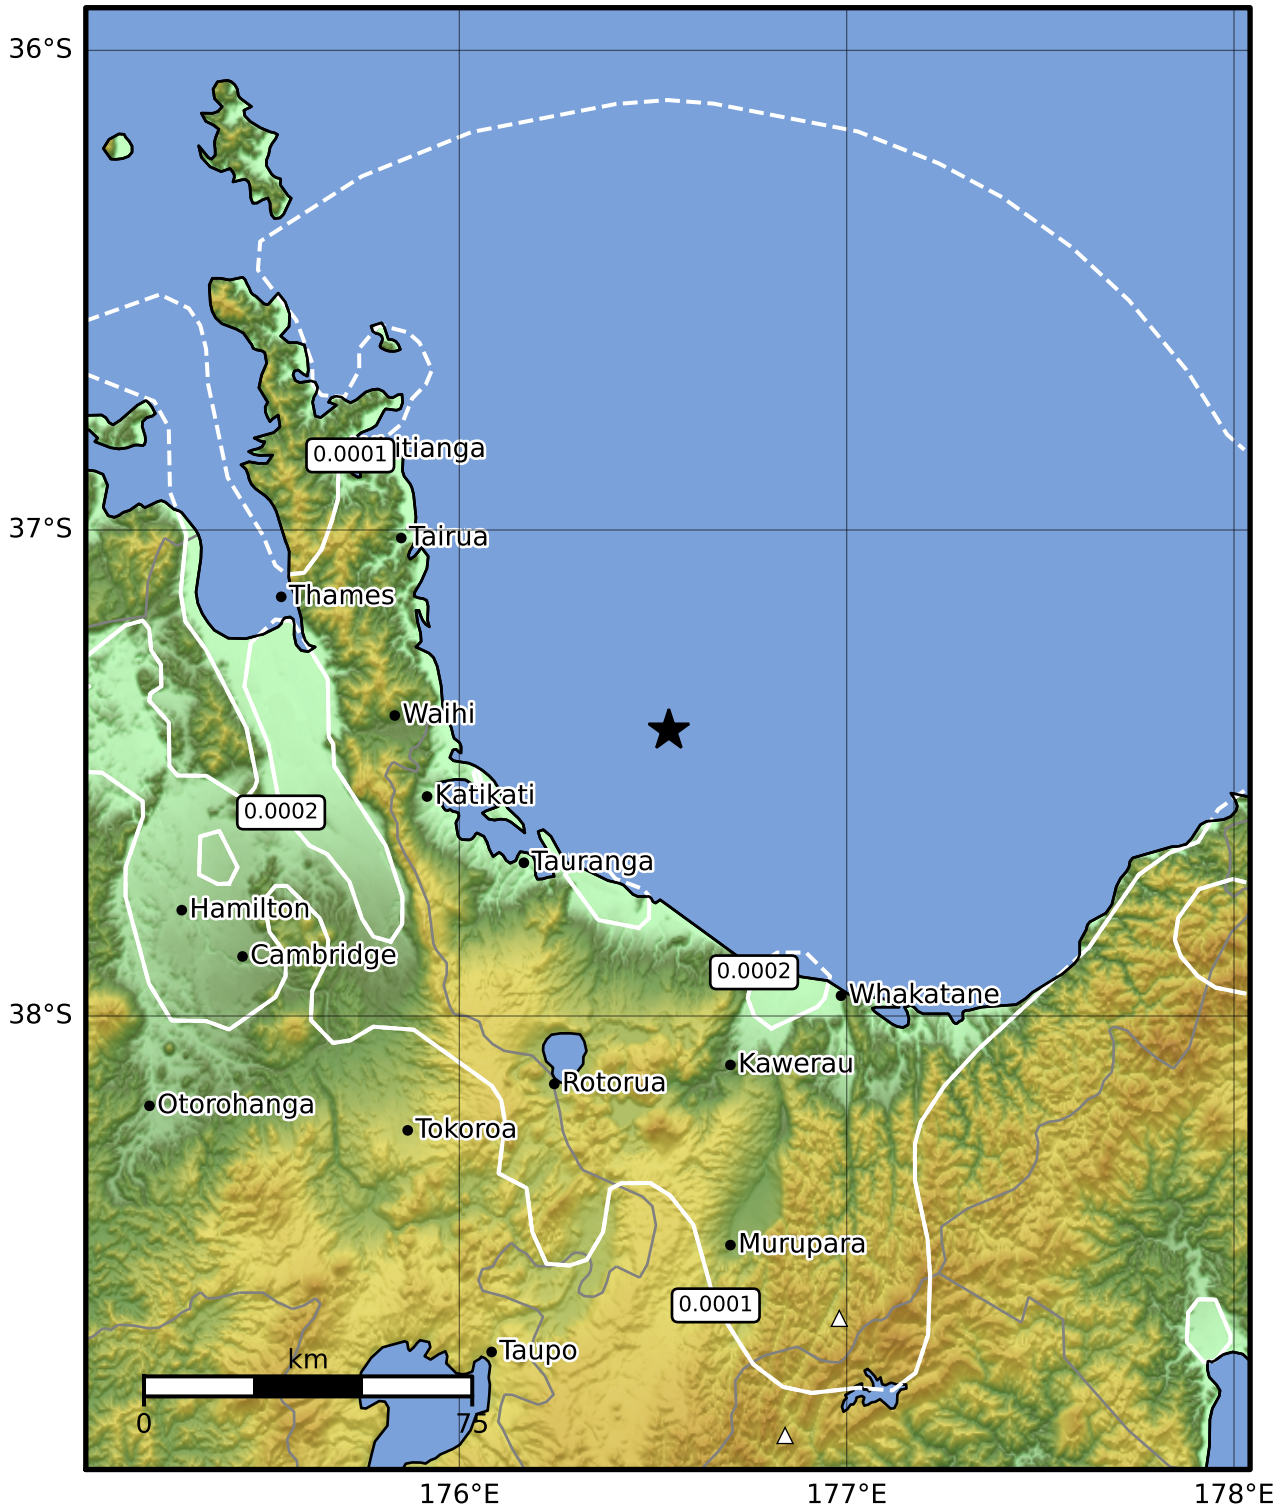 36°S
0.0001
itianga
37°S
Tairua
Thames
Waihi
Katikati
0.0002
Tauranga
Hamilton
Cambridge
0.0002
Whakatane
38°S
Kawerau
Rotorua
Otorohanga
Tokoroa
Murupara
0.0001
Taupo
km
0
75
176°E
177°E
178°E